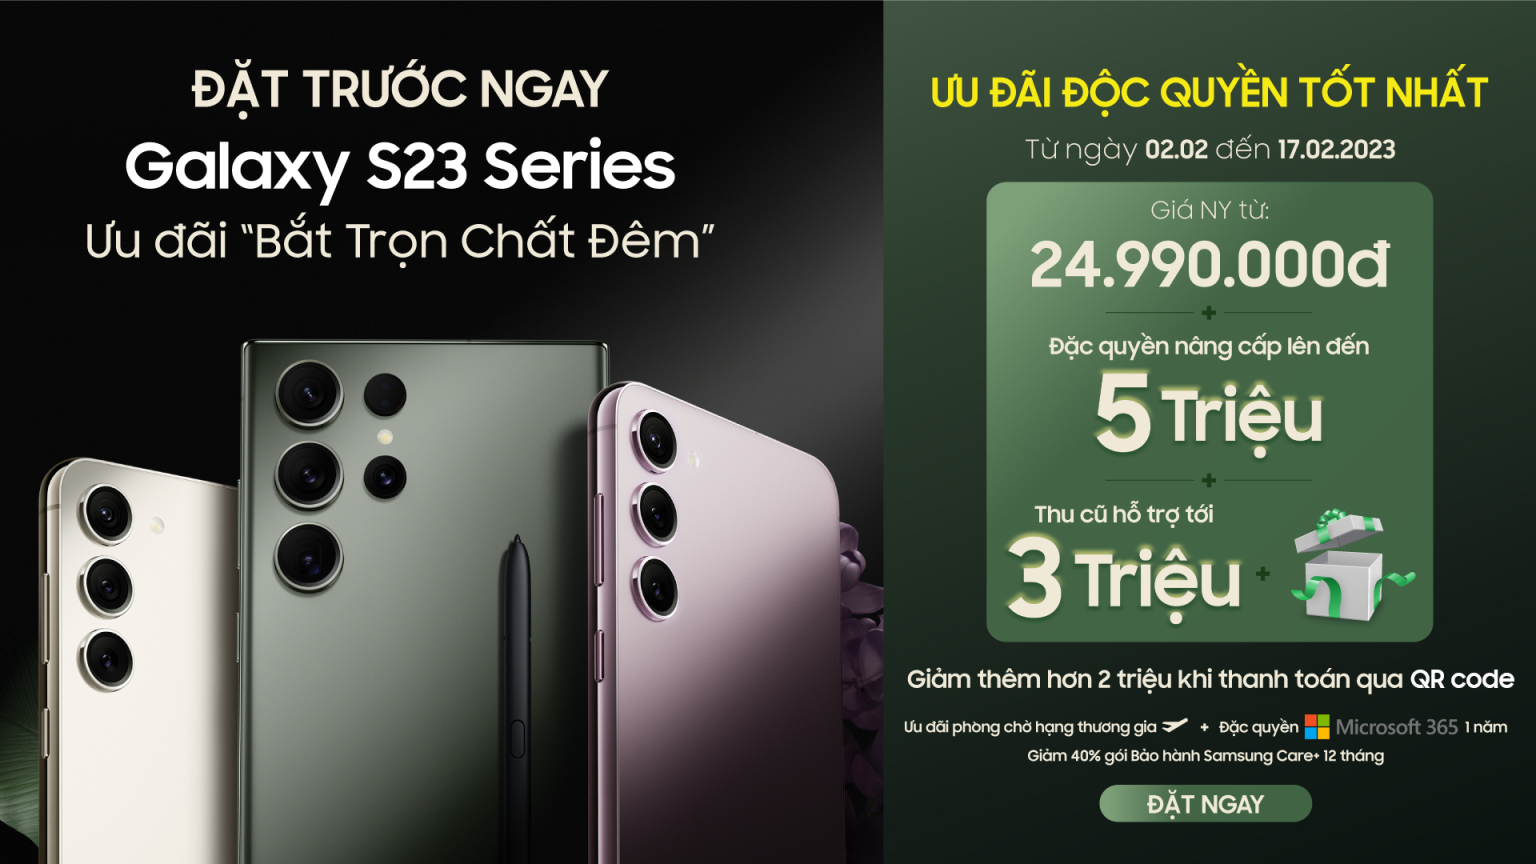 ĐẶT TRƯỚC NGAY
Galaxy S23 Series
Ưu đãi “Bắt Trọn Chất Đêm”
ƯU ĐÃI ĐỘC QUYỀN TỐT NHẤT
Từ ngày 02.02 đến 17.02.2023
Giá NY từ:
24.990.000đ
+
Đặc quyền nâng cấp lên đến
5 Triệu
+
Thu cũ hỗ trợ tới
3 Triệu +
Giảm thêm hơn 2 triệu khi thanh toán qua QR code
Ưu đãi phòng chờ hạng thương gia + Đặc quyền Microsoft 365 1 năm
Giảm 40% gói Bảo hành Samsung Care+ 12 tháng
ĐẶT NGAY